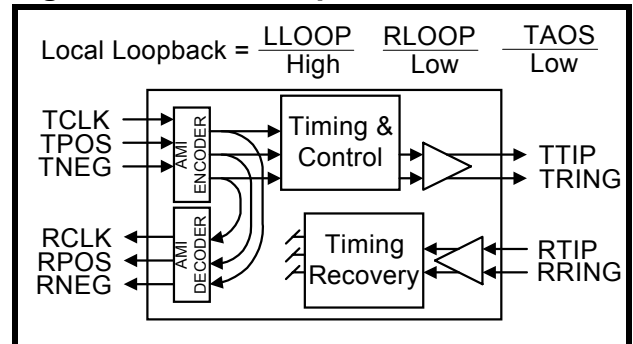 Local Loopback = LLOOP RLOOP TAOS
High Low Low
TCLK
TPOS
TNEG
AMI
ENCODER
Timing &
Control
TTIP
TRING
RCLK
RPOS
RNEG
AMI
DECODER
Timing
Recovery
RTIP
RRING